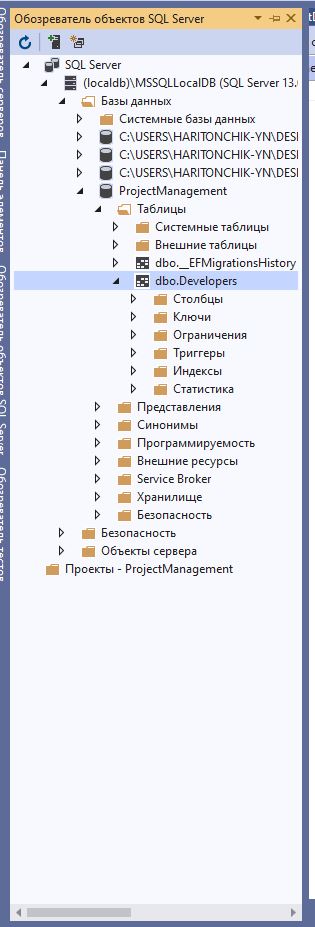 Обозреватель объектов SQL Server
SQL Server
(localdb)\MSSQLLocalDB (SQL Server 13.
Базы данных
Системные базы данных
C:\USERS\HARITONCHIK-YN\DESI
C:\USERS\HARITONCHIK-YN\DESI
C:\USERS\HARITONCHIK-YN\DESI
ProjectManagement
Таблицы
Системные таблицы
Внешние таблицы
dbo.__EFMigrationsHistory
dbo.Developers
Столбцы
Ключи
Ограничения
Триггеры
Индексы
Статистика
Представления
Синонимы
Программируемость
Внешние ресурсы
Service Broker
Хранилище
Безопасность
Безопасность
Объекты сервера
Проекты - ProjectManagement
Обозреватель серверов
Панель элементов
Обозреватель объектов SQL Server
Обозреватель тестов